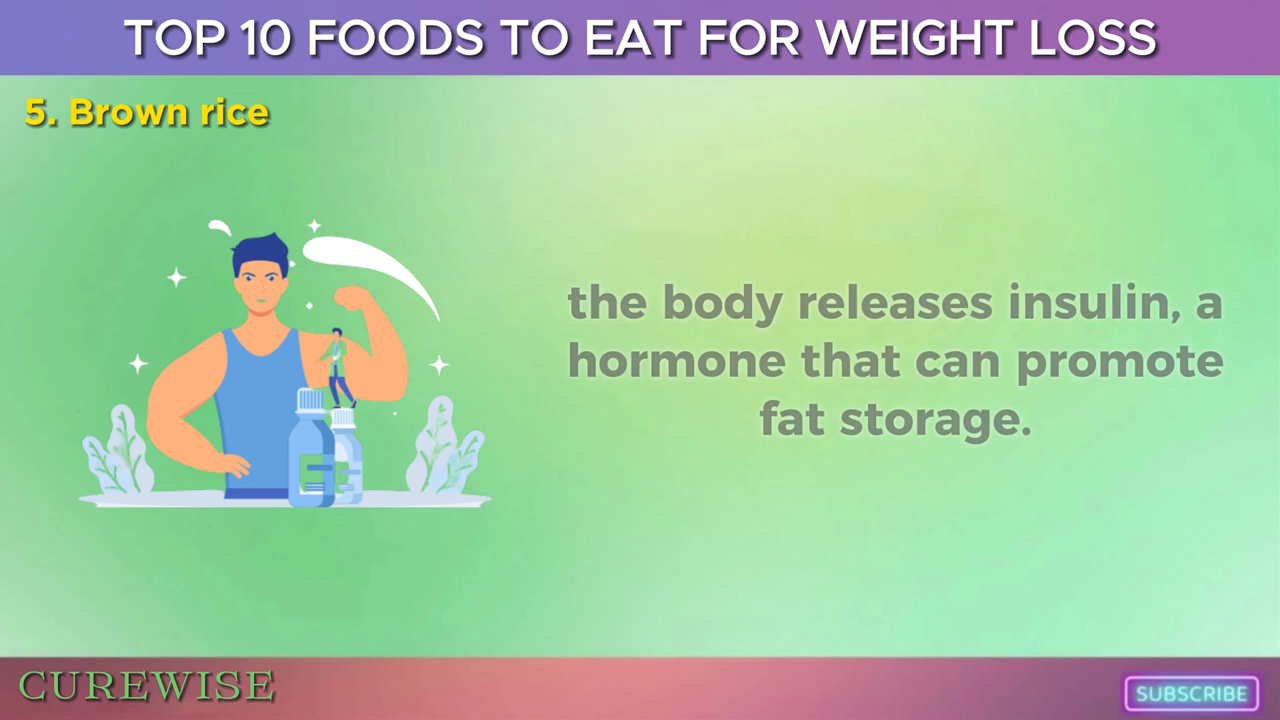 TOP 10 FOODS TO EAT FOR WEIGHT LOSS
5. Brown rice
the body releases insulin, a
hormone that can promote
fat storage.
CUREWISE
SUBSCRIBE